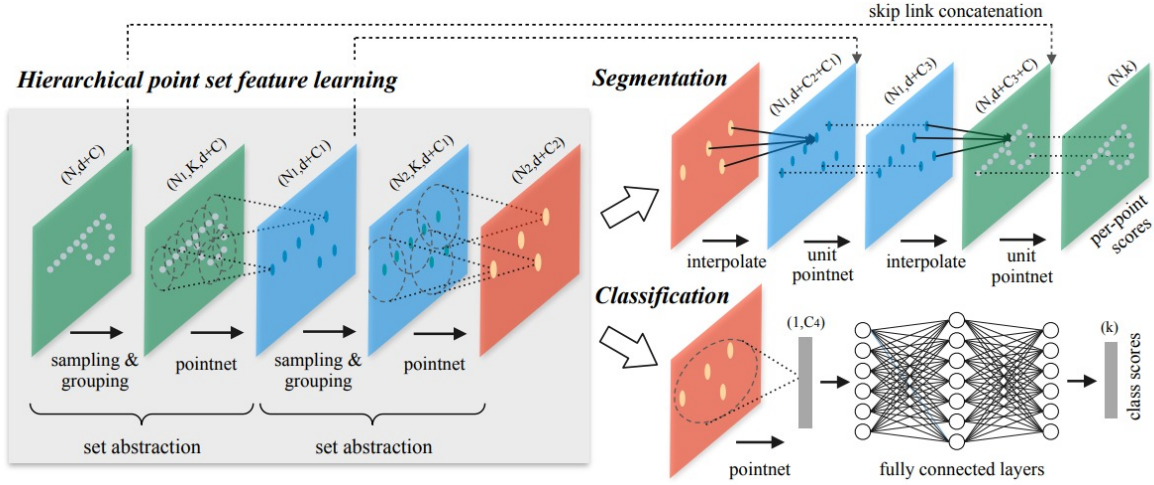 skip link concatenation
Hierarchical point set feature learning
(N,d+C)
(N1,K,d+C)
(N1,d+C1)
(N2,K,d+C1)
(N2,d+C2)
sampling &
grouping
pointnet
sampling &
grouping
pointnet
set abstraction
set abstraction
Segmentation
(N1,d+C2+C1)
(N1,d+C3)
(N,d+C3+C)
(N,k)
interpolate
unit
pointnet
interpolate
unit
pointnet
per-point
scores
Classification
(1,C4)
(k)
class scores
pointnet
fully connected layers